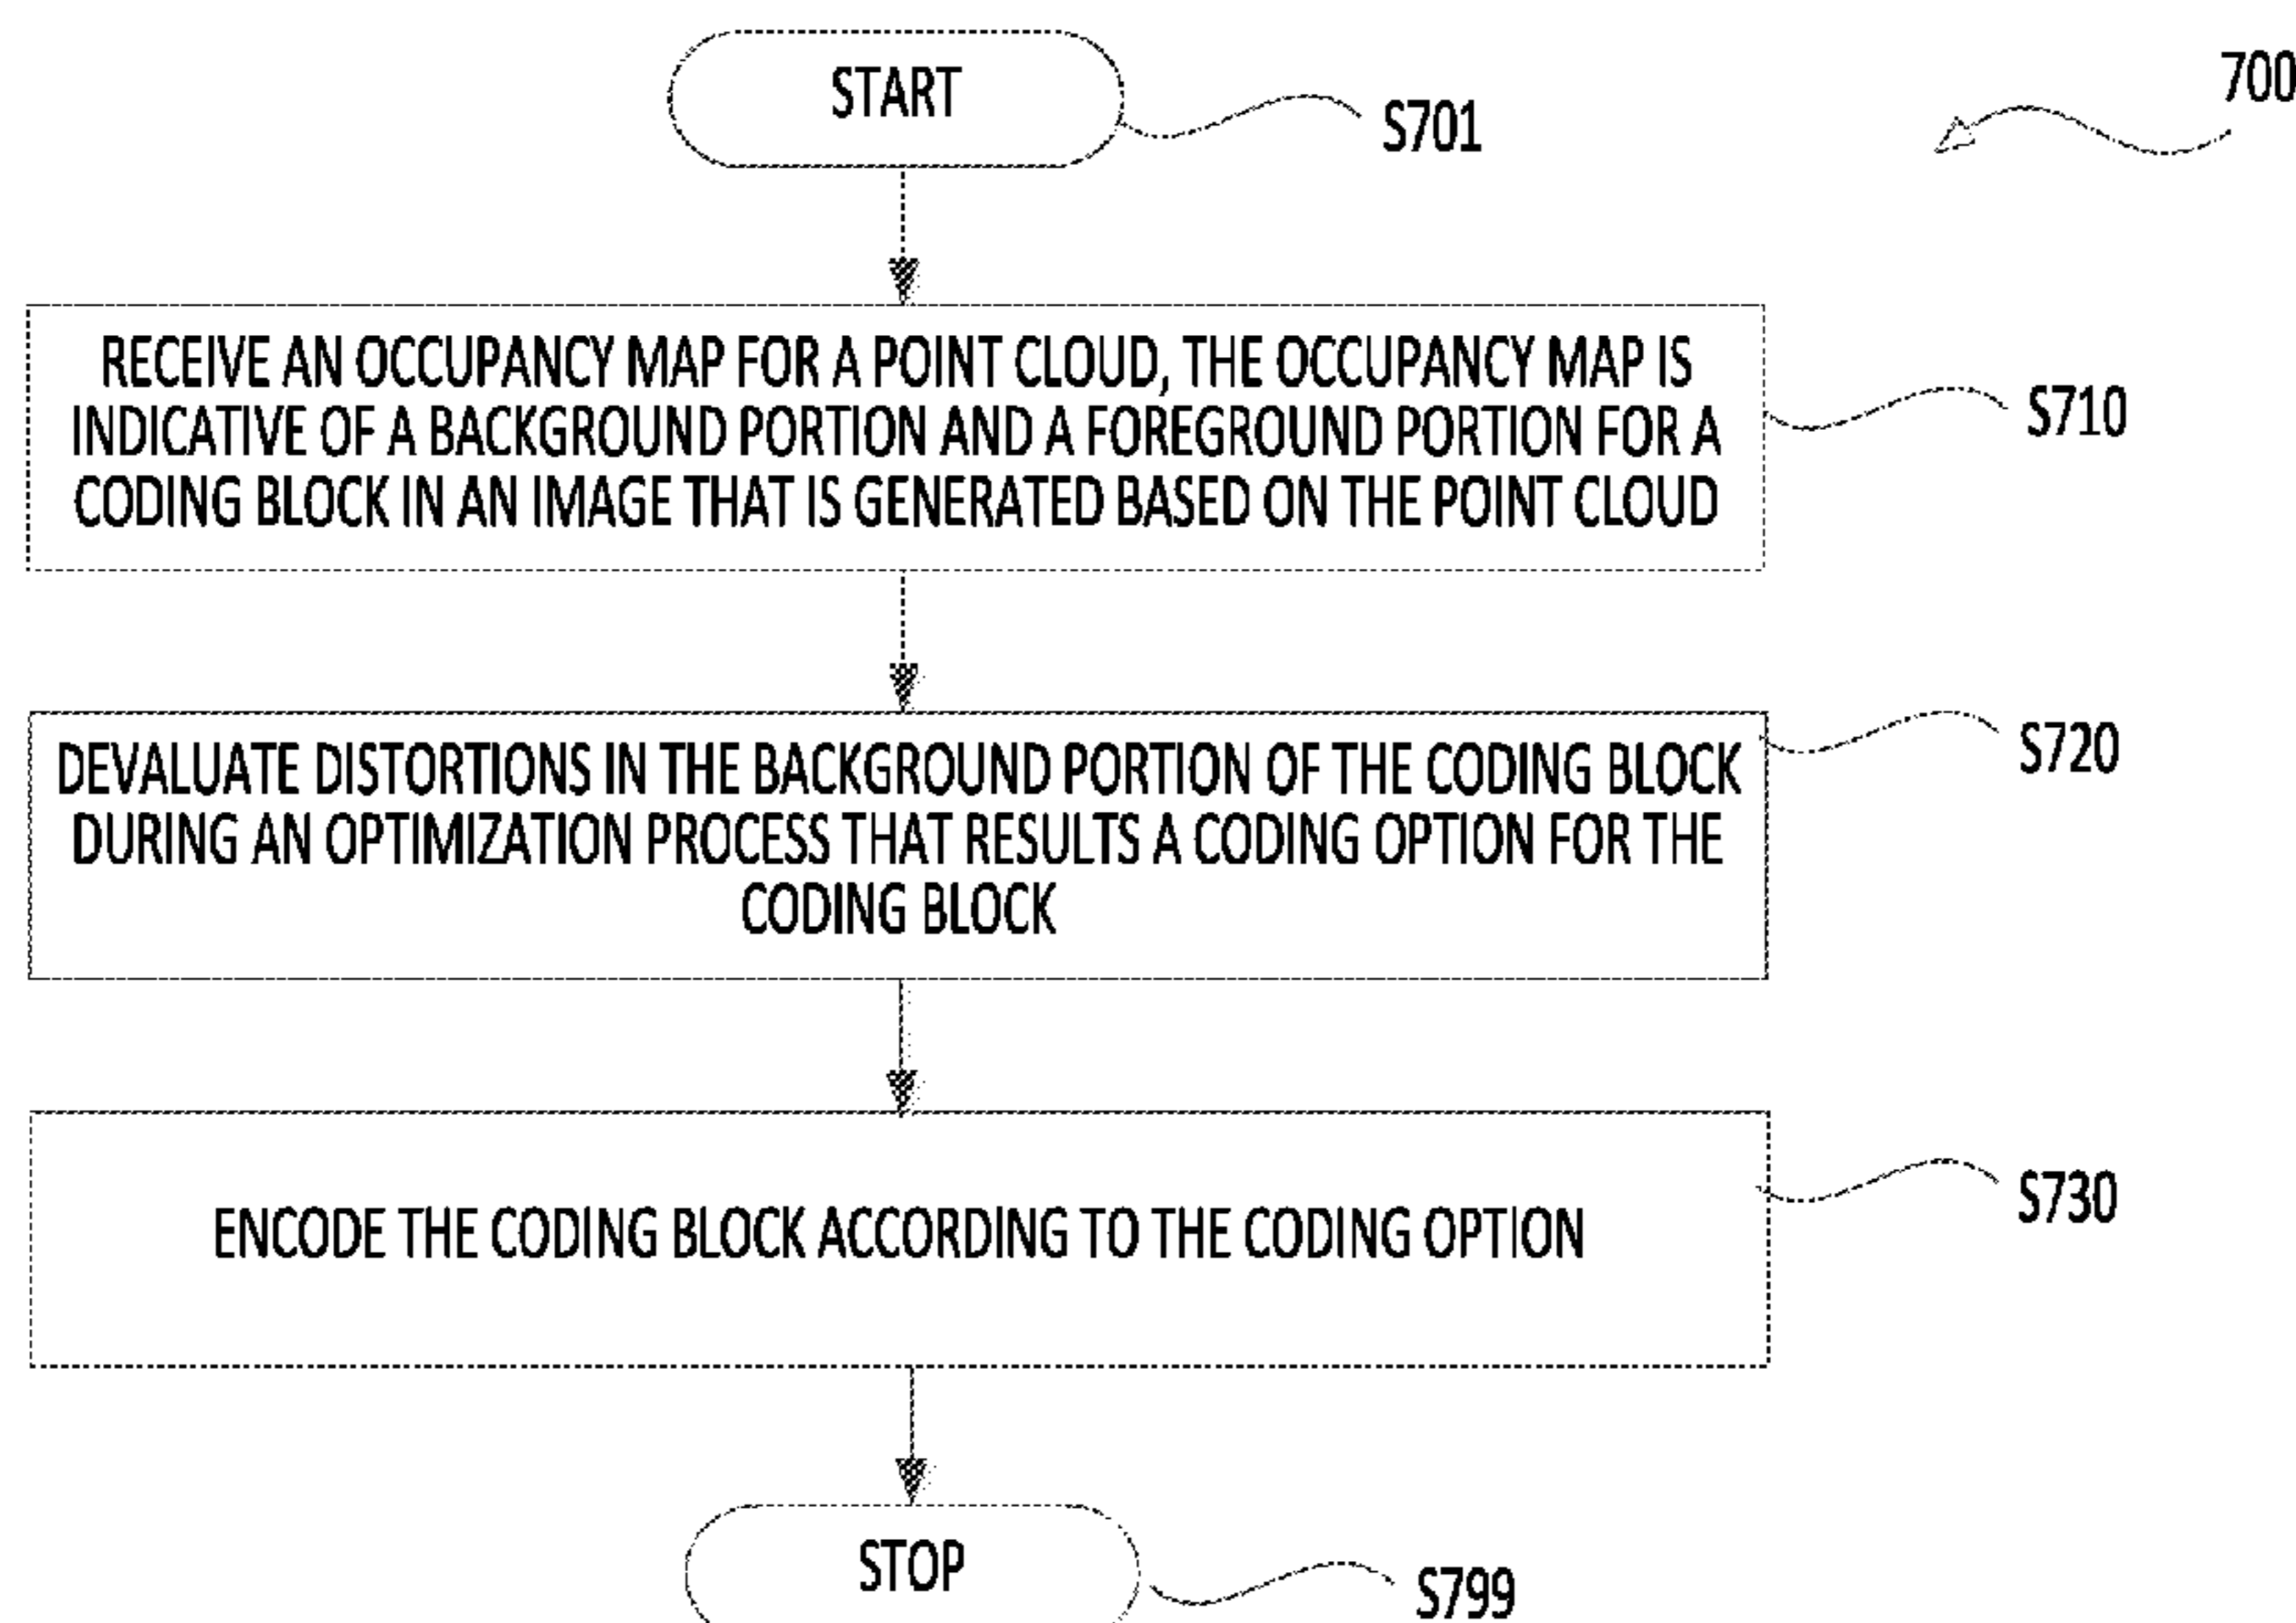 START
S701
700
RECEIVE AN OCCUPANCY MAP FOR A POINT CLOUD, THE OCCUPANCY MAP IS
INDICATIVE OF A BACKGROUND PORTION AND A FOREGROUND PORTION FOR A
CODING BLOCK IN AN IMAGE THAT IS GENERATED BASED ON THE POINT CLOUD
S710
DEVALUATE DISTORTIONS IN THE BACKGROUND PORTION OF THE CODING BLOCK
DURING AN OPTIMIZATION PROCESS THAT RESULTS A CODING OPTION FOR THE
CODING BLOCK
S720
ENCODE THE CODING BLOCK ACCORDING TO THE CODING OPTION
S730
STOP
S799